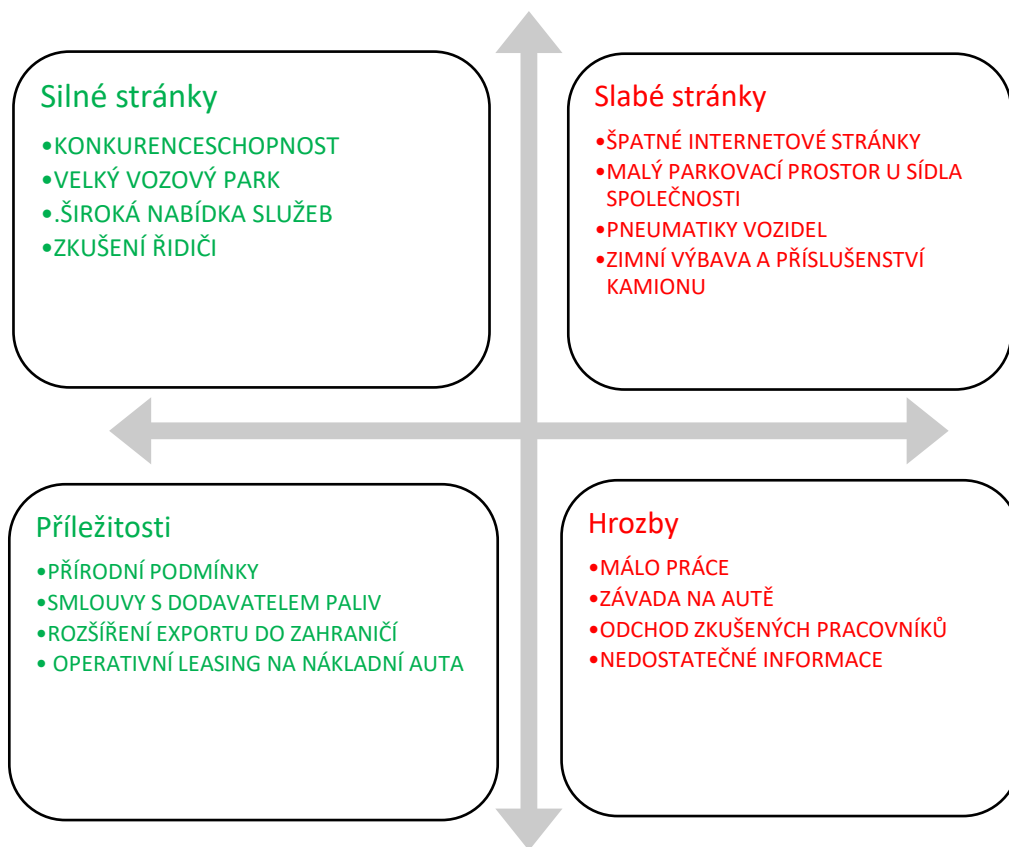 Silné stránky
•KONKURENCESCHOPNOST
•VELKÝ VOZOVÝ PARK
•.ŠIROKÁ NABÍDKA SLUŽEB
•ZKUŠENÍ ŘIDIČI
Slabé stránky
•ŠPATNÉ INTERNETOVÉ STRÁNKY
•MALÝ PARKOVACÍ PROSTOR U SÍDLA
SPOLEČNOSTI
•PNEUMATIKY VOZIDEL
•ZIMNÍ VÝBAVA A PŘÍSLUŠENSTVÍ
KAMIONU
Příležitosti
•PŘÍRODNÍ PODMÍNKY
•SMLOUVY S DODAVATELEM PALIV
•ROZŠÍŘENÍ EXPORTU DO ZAHRANIČÍ
• OPERATIVNÍ LEASING NA NÁKLADNÍ AUTA
Hrozby
•MÁLO PRÁCE
•ZÁVADA NA AUTĚ
•ODCHOD ZKUŠENÝCH PRACOVNÍKŮ
•NEDOSTATEČNÉ INFORMACE